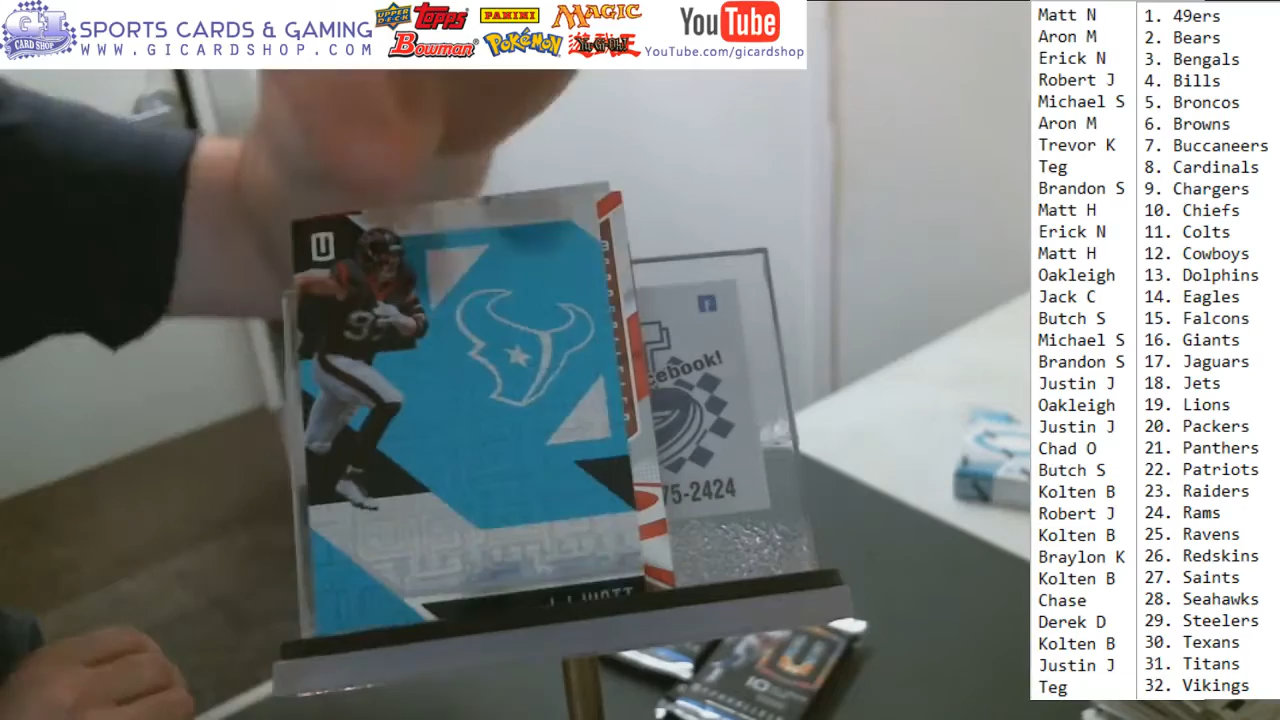 GI
CARD SHOP
SPORTS CARDS & GAMING
WWW.GICARDSHOP.COM
UPPER DECK
topps
PANINI
MAGIC
Bowman
Pokémon
Yu-Gi-Oh!
YouTube
YouTube.com/gicardshop
Matt N 1. 49ers
Aron M 2. Bears
Erick N 3. Bengals
Robert J 4. Bills
Michael S 5. Broncos
Aron M 6. Browns
Trevor K 7. Buccaneers
Teg 8. Cardinals
Brandon S 9. Chargers
Matt H 10. Chiefs
Erick N 11. Colts
Matt H 12. Cowboys
Oakleigh 13. Dolphins
Jack C 14. Eagles
Butch S 15. Falcons
Michael S 16. Giants
Brandon S 17. Jaguars
Justin J 18. Jets
Oakleigh 19. Lions
Justin J 20. Packers
Chad O 21. Panthers
Butch S 22. Patriots
Kolten B 23. Raiders
Robert J 24. Rams
Kolten B 25. Ravens
Braylon K 26. Redskins
Kolten B 27. Saints
Chase 28. Seahawks
Derek D 29. Steelers
Kolten B 30. Texans
Justin J 31. Titans
Teg 32. Vikings
U
f
cebook!
75-2424
J.J. WATT
U